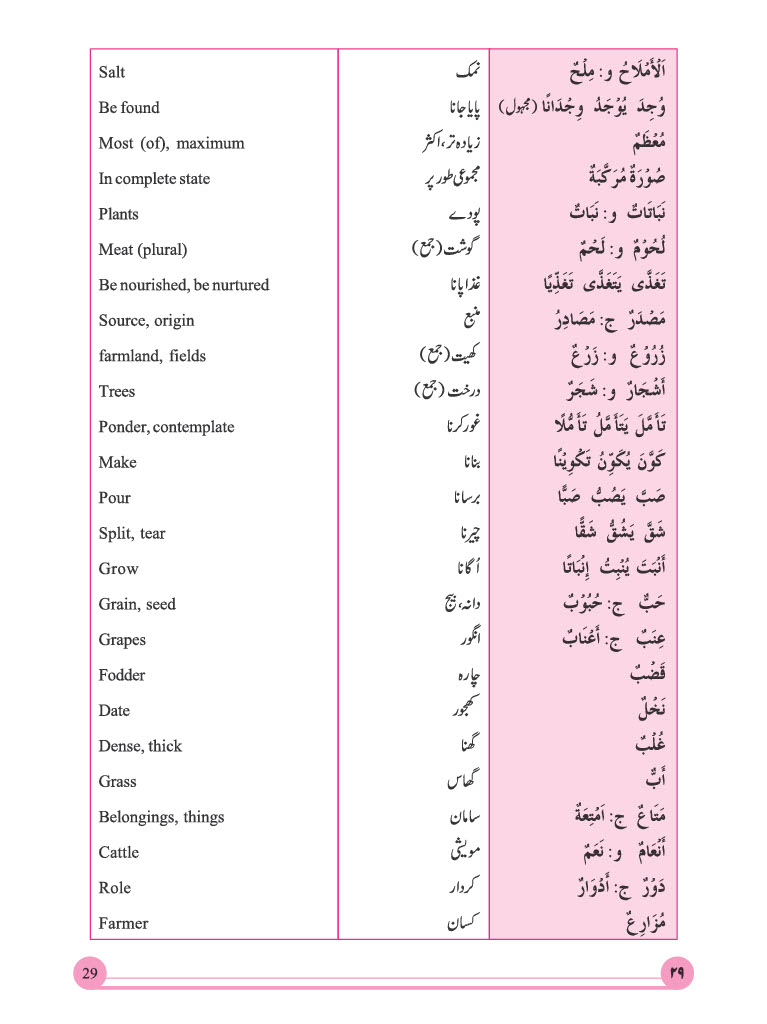 Salt نمک اَلْأَمْلَاحُ و: مِلْحٌ
Be found پایا جانا وُجِدَ يُوْجَدُ وِجْدَانًا (مجہول)
Most (of), maximum زیادہ تر، اکثر مُعْظَمٌ
In complete state مجموعی طور پر صُوْرَةٌ مُرَكَّبَةٌ
Plants پودے نَبَاتَاتٌ و: نَبَاتٌ
Meat (plural) گوشت (جمع) لُحُوْمٌ و: لَحْمٌ
Be nourished, be nurtured غذا پانا تَغَذَّى يَتَغَذَّى تَغَذِّيًا
Source, origin منبع مَصْدَرٌ ج: مَصَادِرُ
farmland, fields کھیت (جمع) زُرُوْعٌ و: زَرْعٌ
Trees درخت (جمع) أَشْجَارٌ و: شَجَرٌ
Ponder, contemplate غور کرنا تَأَمَّلَ يَتَأَمَّلُ تَأَمُّلًا
Make بنانا كَوَّنَ يُكَوِّنُ تَكْوِيْنًا
Pour برسانا صَبَّ يَصُبُّ صَبًّا
Split, tear چیرنا شَقَّ يَشُقُّ شَقًّا
Grow اُگانا أَنْبَتَ يُنْبِتُ إِنْبَاتًا
Grain, seed دانہ، بیج حَبٌّ ج: حُبُوْبٌ
Grapes انگور عِنَبٌ ج: أَعْنَابٌ
Fodder چارہ قَضْبٌ
Date کھجور نَخْلٌ
Dense, thick گھنا غُلْبٌ
Grass گھاس أَبٌّ
Belongings, things سامان مَتَاعٌ ج: اَمْتِعَةٌ
Cattle مویشی أَنْعَامٌ و: نَعَمٌ
Role کردار دَوْرٌ ج: أَدْوَارٌ
Farmer کسان مُزَارِعٌ
29 ۲۹